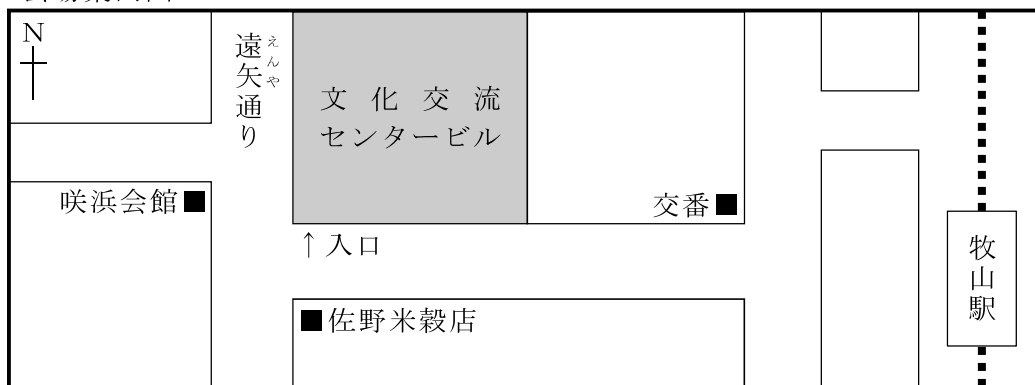 N
遠矢通り
えんや
文化交流
センタービル
咲浜会館■
交番■
↑入口
■佐野米穀店
牧山駅